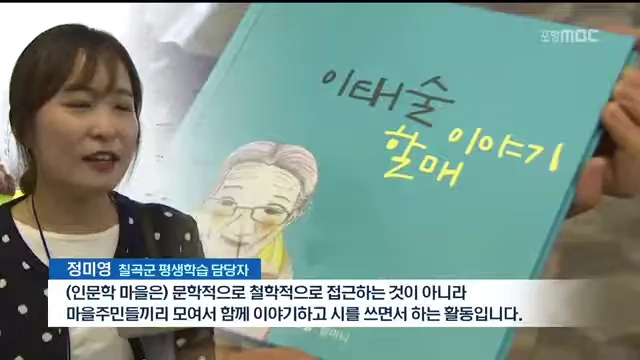 포항MBC
이태술
할매 이야기
정미영 칠곡군 평생학습 담당자
(인문학 마을은) 문학적으로 철학적으로 접근하는 것이 아니라
마을주민들끼리 모여서 함께 이야기하고 시를 쓰면서 하는 활동입니다.